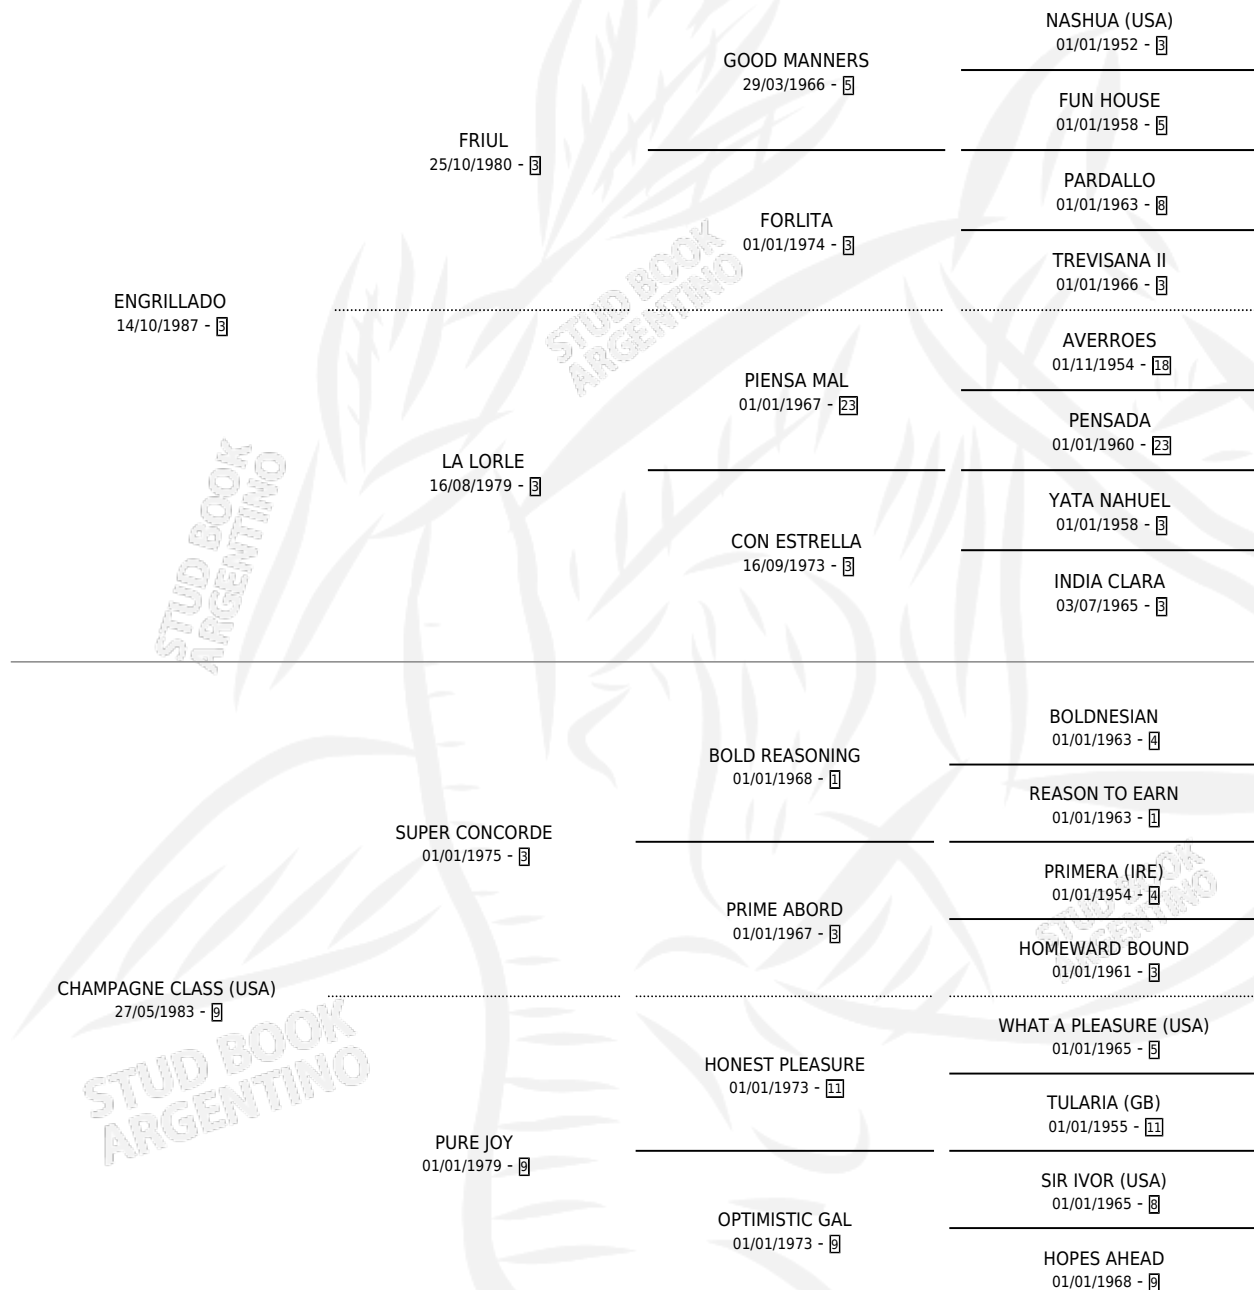 NASHUA (USA)
01/01/1952 - 3
GOOD MANNERS
29/03/1966 - 5
FUN HOUSE
01/01/1958 - 5
FRIUL
25/10/1980 - 3
PARDALLO
01/01/1963 - 8
FORLITA
01/01/1974 - 3
TREVISANA II
01/01/1966 - 3
ENGRILLADO
14/10/1987 - 3
AVERROES
01/11/1954 - 18
PIENSA MAL
01/01/1967 - 23
PENSADA
01/01/1960 - 23
LA LORLE
16/08/1979 - 3
YATA NAHUEL
01/01/1958 - 3
CON ESTRELLA
16/09/1973 - 3
INDIA CLARA
03/07/1965 - 3
BOLDNESIAN
01/01/1963 - 4
BOLD REASONING
01/01/1968 - 1
REASON TO EARN
01/01/1963 - 1
SUPER CONCORDE
01/01/1975 - 3
PRIMERA (IRE)
01/01/1954 - 4
PRIME ABORD
01/01/1967 - 3
HOMEWARD BOUND
01/01/1961 - 3
CHAMPAGNE CLASS (USA)
27/05/1983 - 9
WHAT A PLEASURE (USA)
01/01/1965 - 5
HONEST PLEASURE
01/01/1973 - 11
TULARIA (GB)
01/01/1955 - 11
PURE JOY
01/01/1979 - 9
SIR IVOR (USA)
01/01/1965 - 8
OPTIMISTIC GAL
01/01/1973 - 9
HOPES AHEAD
01/01/1968 - 9
STUD BOOK
ARGENTINO
STUD BOOK
ARGENTINO
STUD BOOK
ARGENTINO
STUD BOOK
ARGENTINO